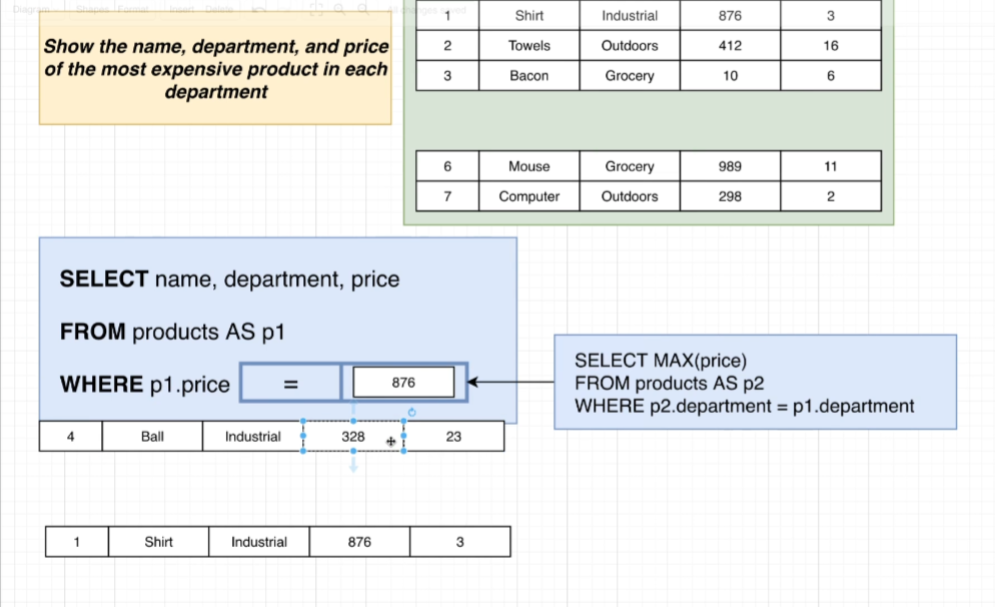 Diagram Shapes Format Insert Delete
1 Shirt Industrial 876 3
Show the name, department, and price
of the most expensive product in each
department
2 Towels Outdoors 412 16
3 Bacon Grocery 10 6
6 Mouse Grocery 989 11
7 Computer Outdoors 298 2
SELECT name, department, price
FROM products AS p1
WHERE p1.price = 876
SELECT MAX(price)
FROM products AS p2
WHERE p2.department = p1.department
4 Ball Industrial 328 23
1 Shirt Industrial 876 3